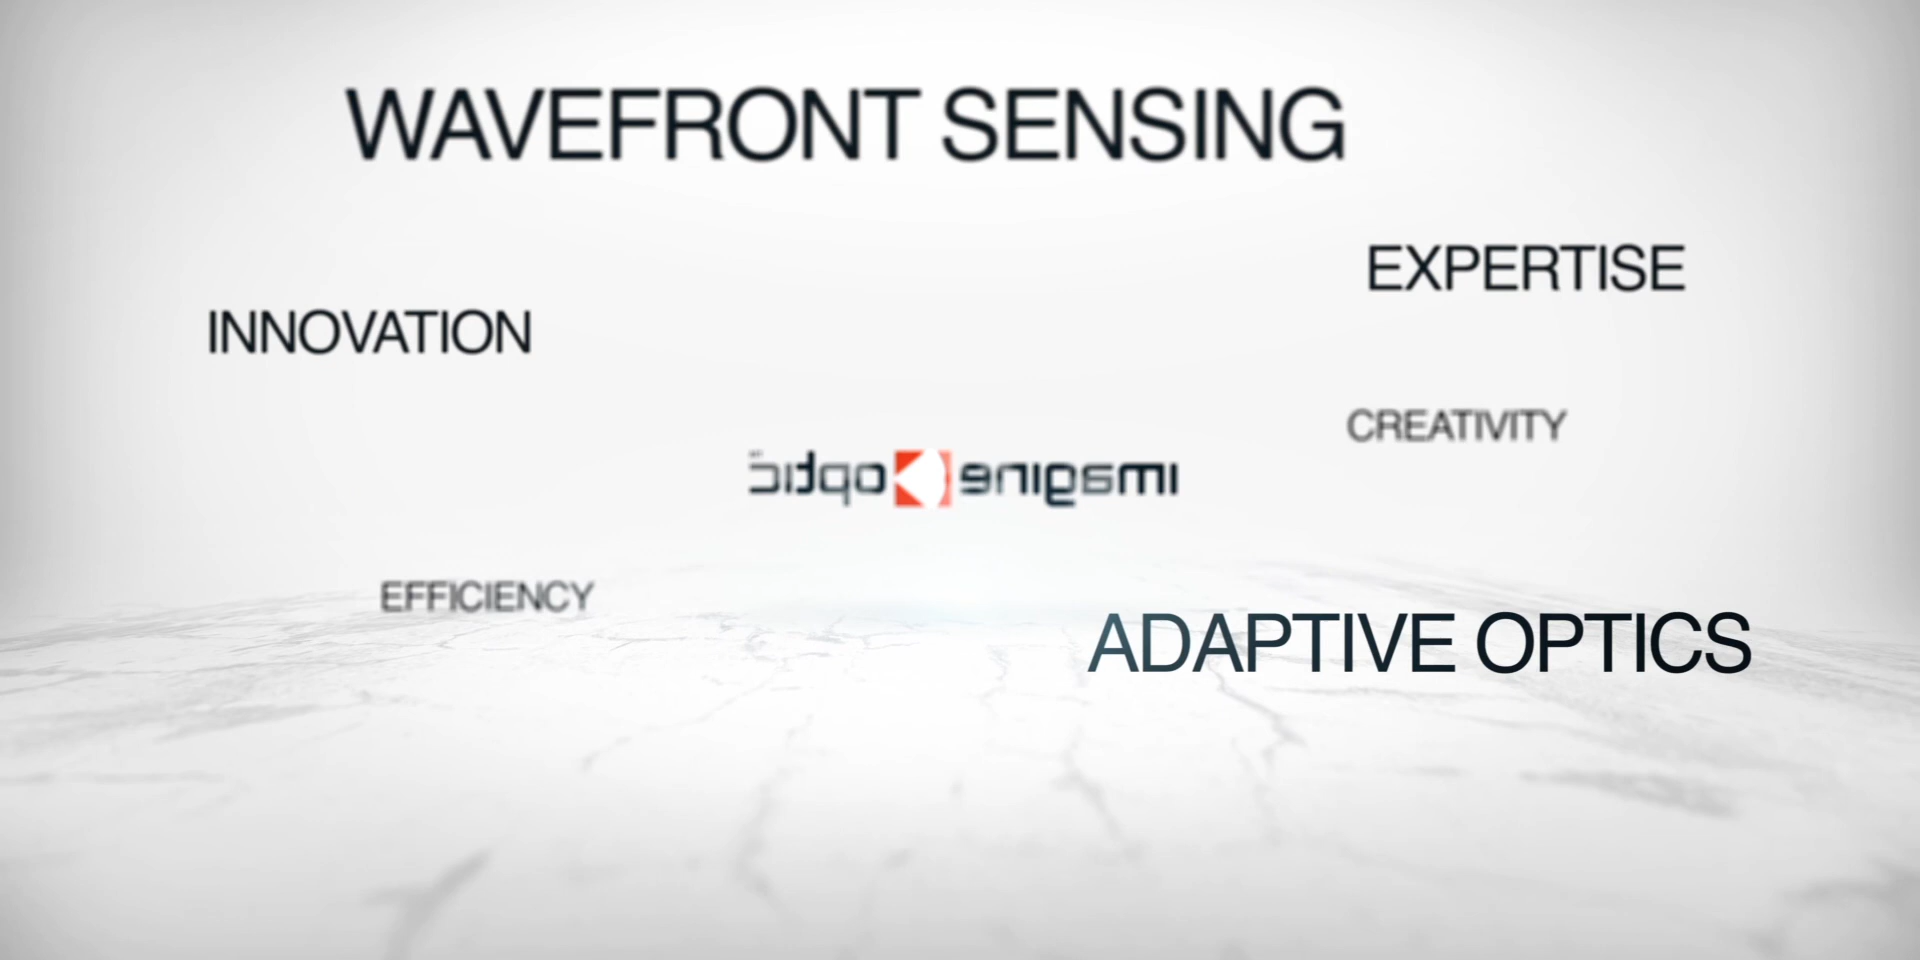 WAVEFRONT SENSING
EXPERTISE
INNOVATION
CREATIVITY
imagine optic
EFFICIENCY
ADAPTIVE OPTICS